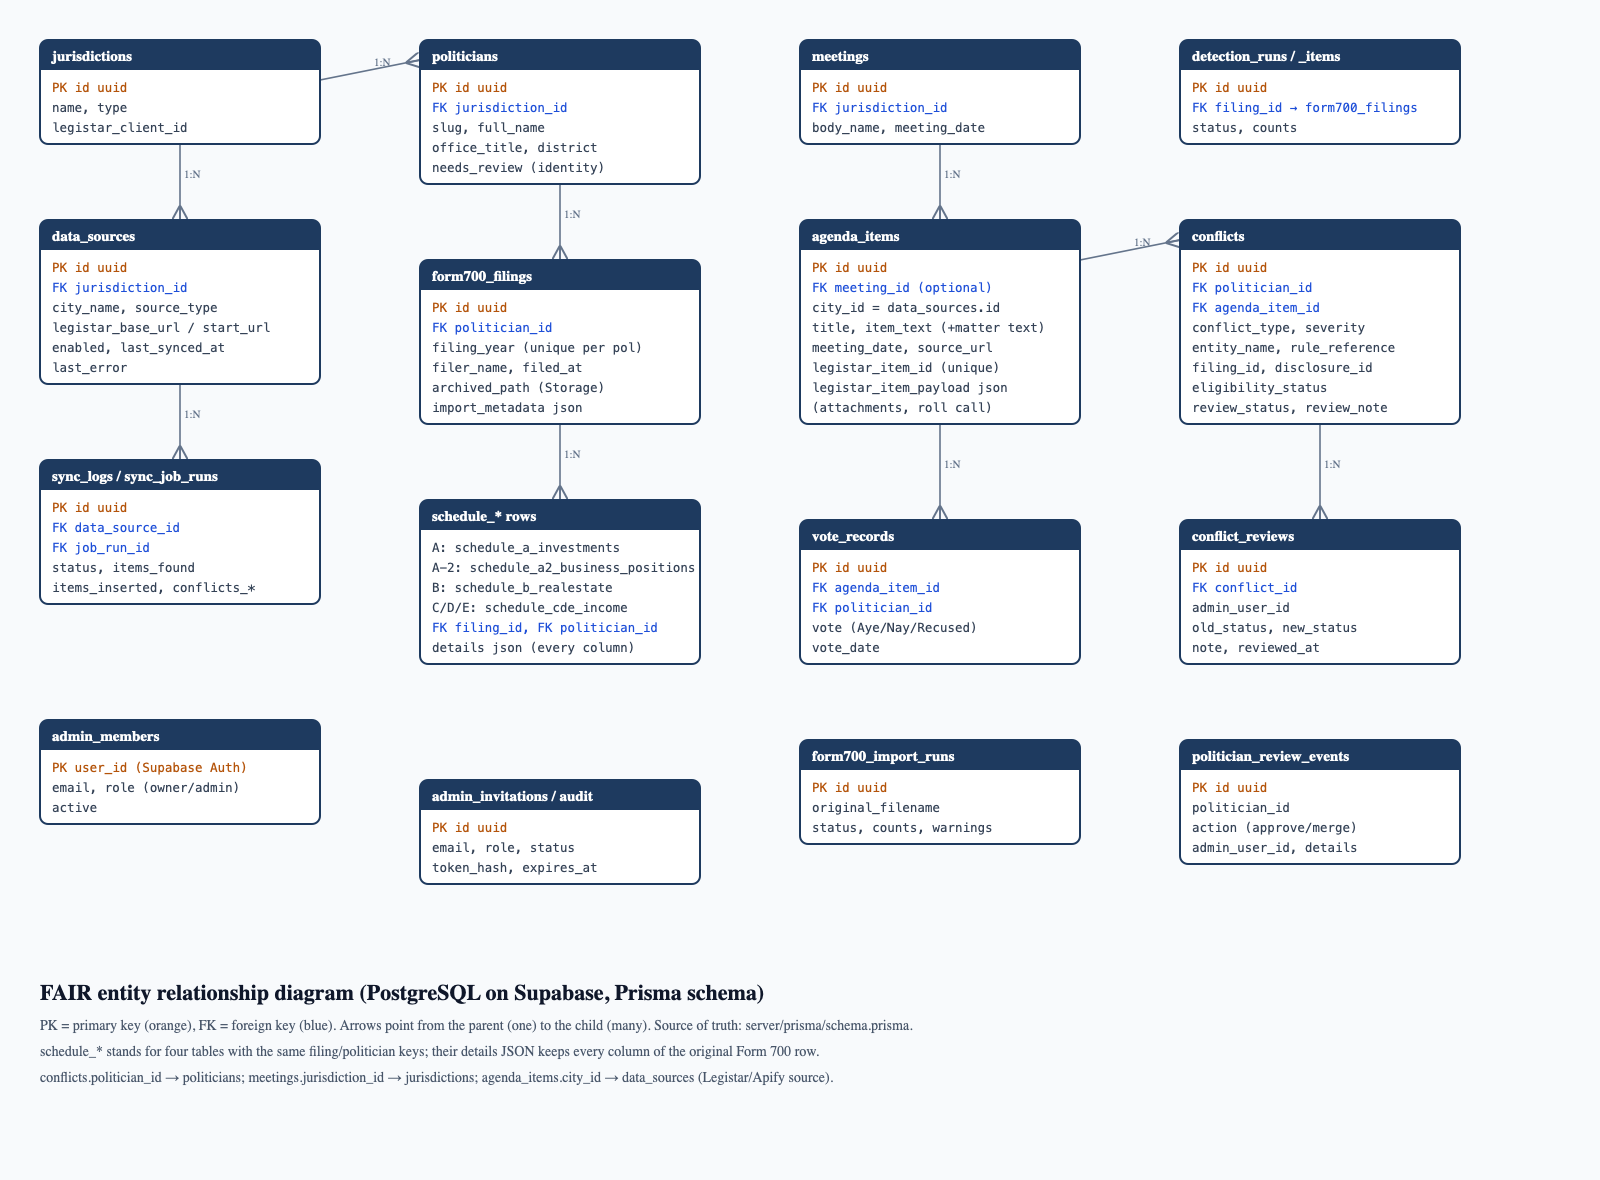 jurisdictions
PK id uuid
name, type
legistar_client_id
1:N
politicians
PK id uuid
FK jurisdiction_id
slug, full_name
office_title, district
needs_review (identity)
meetings
PK id uuid
FK jurisdiction_id
body_name, meeting_date
detection_runs / _items
PK id uuid
FK filing_id → form700_filings
status, counts
1:N
1:N
1:N
data_sources
PK id uuid
FK jurisdiction_id
city_name, source_type
legistar_base_url / start_url
enabled, last_synced_at
last_error
form700_filings
PK id uuid
FK politician_id
filing_year (unique per pol)
filer_name, filed_at
archived_path (Storage)
import_metadata json
agenda_items
PK id uuid
FK meeting_id (optional)
city_id = data_sources.id
title, item_text (+matter text)
meeting_date, source_url
legistar_item_id (unique)
legistar_item_payload json
(attachments, roll call)
1:N
conflicts
PK id uuid
FK politician_id
FK agenda_item_id
conflict_type, severity
entity_name, rule_reference
filing_id, disclosure_id
eligibility_status
review_status, review_note
1:N
1:N
1:N
1:N
sync_logs / sync_job_runs
PK id uuid
FK data_source_id
FK job_run_id
status, items_found
items_inserted, conflicts_*
schedule_* rows
A: schedule_a_investments
A-2: schedule_a2_business_positions
B: schedule_b_realestate
C/D/E: schedule_cde_income
FK filing_id, FK politician_id
details json (every column)
vote_records
PK id uuid
FK agenda_item_id
FK politician_id
vote (Aye/Nay/Recused)
vote_date
conflict_reviews
PK id uuid
FK conflict_id
admin_user_id
old_status, new_status
note, reviewed_at
admin_members
PK user_id (Supabase Auth)
email, role (owner/admin)
active
admin_invitations / audit
PK id uuid
email, role, status
token_hash, expires_at
form700_import_runs
PK id uuid
original_filename
status, counts, warnings
politician_review_events
PK id uuid
politician_id
action (approve/merge)
admin_user_id, details
FAIR entity relationship diagram (PostgreSQL on Supabase, Prisma schema)
PK = primary key (orange), FK = foreign key (blue). Arrows point from the parent (one) to the child (many). Source of truth: server/prisma/schema.prisma.
schedule_* stands for four tables with the same filing/politician keys; their details JSON keeps every column of the original Form 700 row.
conflicts.politician_id → politicians; meetings.jurisdiction_id → jurisdictions; agenda_items.city_id → data_sources (Legistar/Apify source).